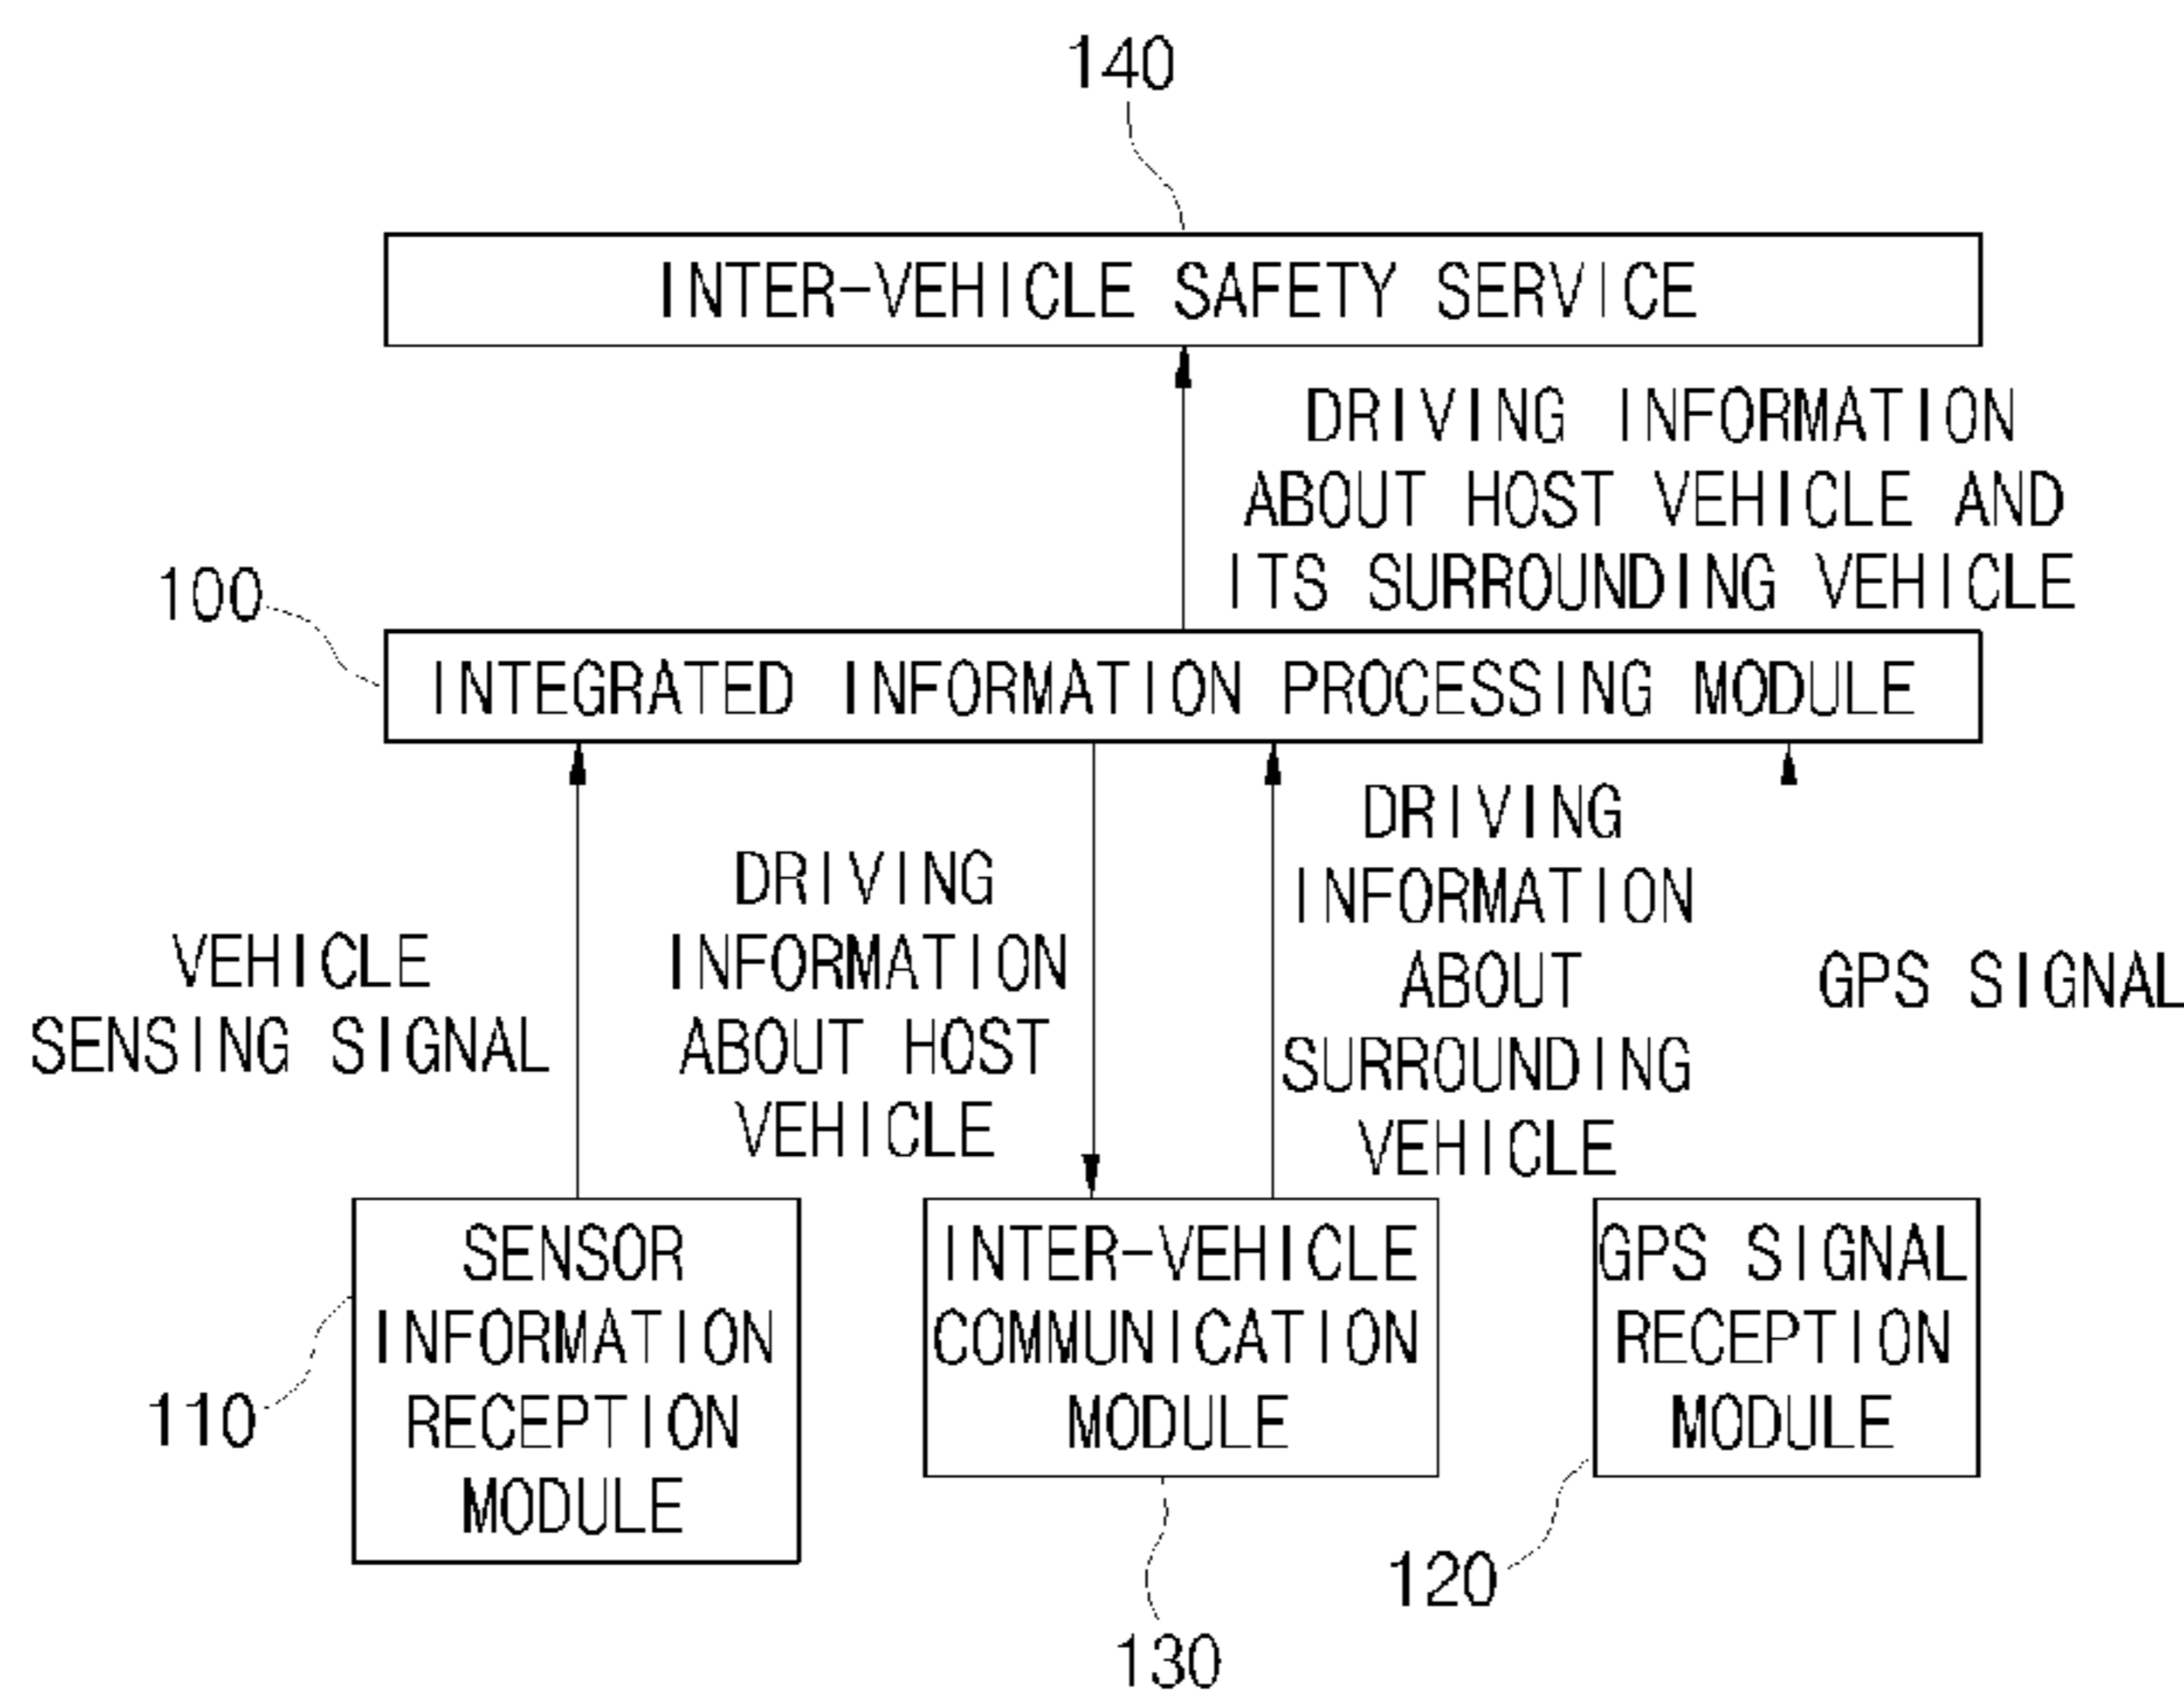 140
INTER-VEHICLE SAFETY SERVICE
DRIVING INFORMATION
ABOUT HOST VEHICLE AND
ITS SURROUNDING VEHICLE
100
INTEGRATED INFORMATION PROCESSING MODULE
VEHICLE
SENSING SIGNAL
DRIVING
INFORMATION
ABOUT HOST
VEHICLE
DRIVING
INFORMATION
ABOUT
SURROUNDING
VEHICLE
GPS SIGNAL
SENSOR
INFORMATION
RECEPTION
MODULE
110
INTER-VEHICLE
COMMUNICATION
MODULE
130
GPS SIGNAL
RECEPTION
MODULE
120